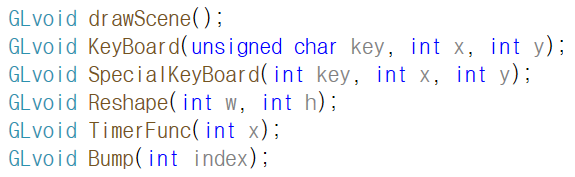 GLvoid drawScene();
GLvoid KeyBoard(unsigned char key, int x, int y);
GLvoid SpecialKeyBoard(int key, int x, int y);
GLvoid Reshape(int w, int h);
GLvoid TimerFunc(int x);
GLvoid Bump(int index);